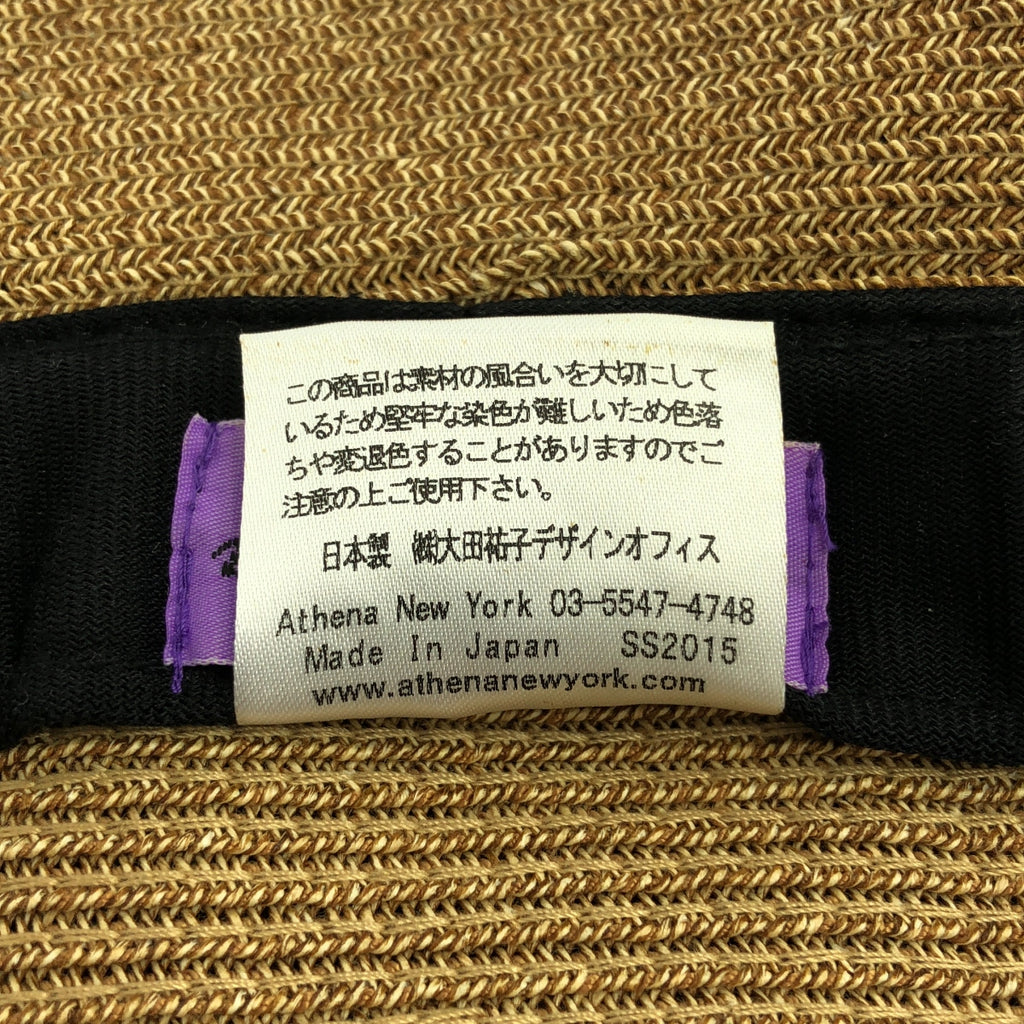 この商品は素材の風合いを大切にして
いるため堅牢な染色が難しいため色落
ちや変退色することがありますのでご
注意の上ご使用下さい。
日本製 ㈱大田祐子デザインオフィス
Athena New York 03-5547-4748
Made In Japan SS2015
www.athenanewyork.com